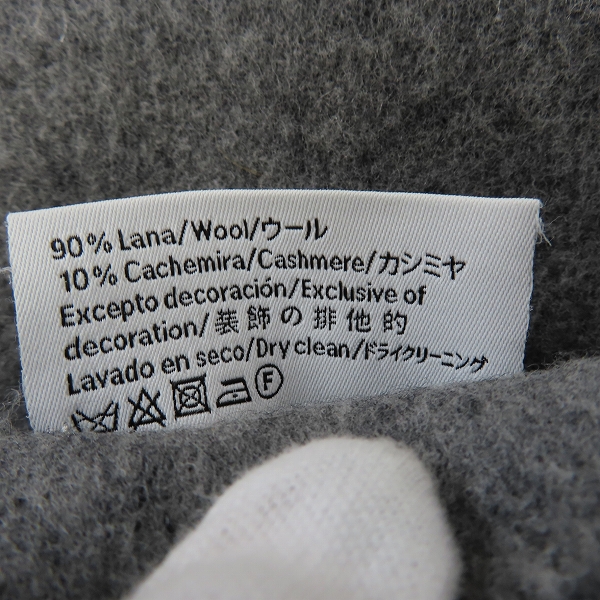 90% Lana/Wool/ウール
10% Cachemira/Cashmere/カシミヤ
Excepto decoración/Exclusive of
decoration/装飾の排他的
Lavado en seco/Dry clean/ドライクリーニング
F